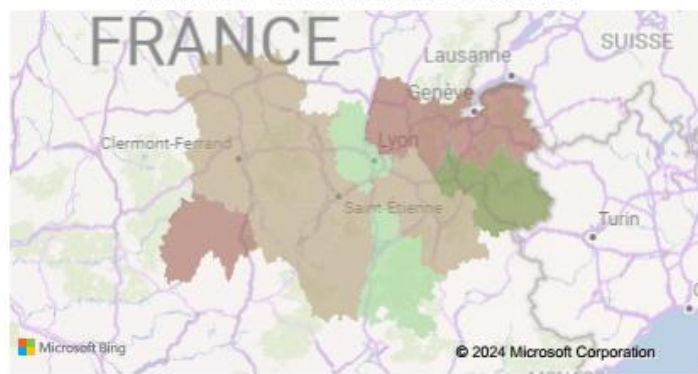 FRANCE
Lausanne
SUISSE
Genève
Clermont-Ferrand
Lyon
Saint-Étienne
Turin
Microsoft Bing
© 2024 Microsoft Corporation